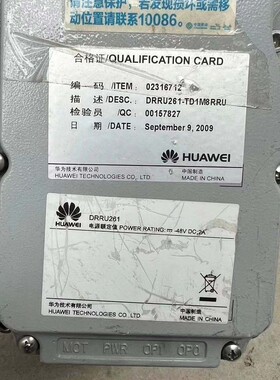 请注意保护，若发现损坏或需移
动位置请联系10086。
合格证/QUALIFICATION CARD
编 码 /ITEM: 02316712
描 述 /DESC.: DRRU261-TD1M8RRU
检验员 /QC: 00157827
日 期 /DATE: September 9, 2009
HUAWEI
华为技术有限公司 中国制造
HUAWEI TECHNOLOGIES CO.,LTD. MADE IN CHINA
HUAWEI
DRRU261
电源额定值 POWER RATING: -48V DC;2A
华为技术有限公司 中国制造
HUAWEI TECHNOLOGIES CO.,LTD. MADE IN CHINA
MOT PWR OP1 OP0